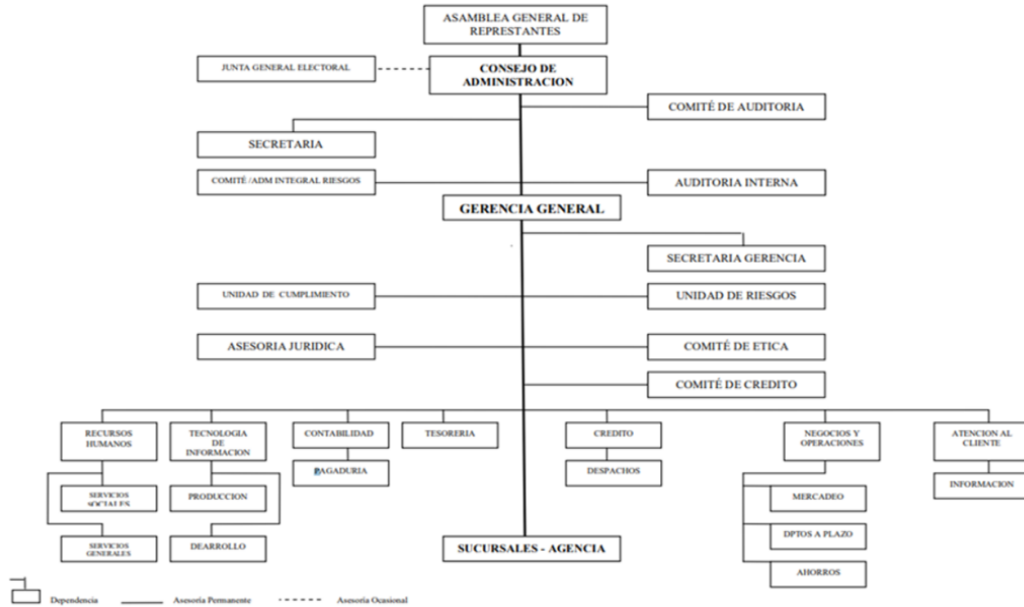 ASAMBLEA GENERAL DE
REPRESTANTES
JUNTA GENERAL ELECTORAL
CONSEJO DE
ADMINISTRACION
COMITÉ DE AUDITORIA
SECRETARIA
COMITÉ /ADM INTEGRAL RIESGOS
AUDITORIA INTERNA
GERENCIA GENERAL
SECRETARIA GERENCIA
UNIDAD DE CUMPLIMIENTO
UNIDAD DE RIESGOS
ASESORIA JURIDICA
COMITÉ DE ETICA
COMITÉ DE CREDITO
RECURSOS
HUMANOS
TECNOLOGIA
DE
INFORMACION
CONTABILIDAD
TESORERIA
CREDITO
NEGOCIOS Y
OPERACIONES
ATENCION AL
CLIENTE
PAGADURIA
DESPACHOS
INFORMACION
SERVICIOS
SOCIALES
PRODUCCION
MERCADEO
DPTOS A PLAZO
SERVICIOS
GENERALES
DEARROLLO
SUCURSALES - AGENCIA
AHORROS
Dependencia
Asesoría Permanente
Asesoría Ocasional